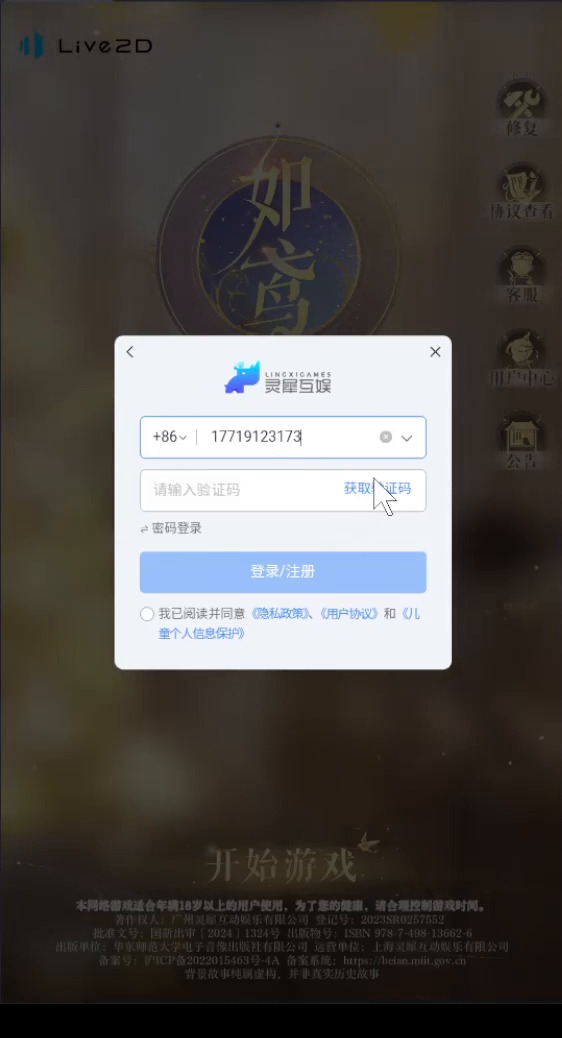 Live2D
修复
如
鸢
协议查看
客服
LINGXIGAMES
灵犀互娱
用户中心
+86
17719123173
公告
请输入验证码
获取验证码
⇌ 密码登录
登录/注册
我已阅读并同意《隐私政策》、《用户协议》和《儿
童个人信息保护》
开始游戏
本网络游戏适合年满18岁以上的用户使用，为了您的健康，请合理控制游戏时间。
著作权人：广州灵犀互动娱乐有限公司 登记号：2023SR0257552
批准文号：国新出审［2024］1324号 出版物号：ISBN 978-7-498-13662-6
出版单位：华东师范大学电子音像出版社有限公司 运营单位：上海灵犀互动娱乐有限公司
备案号：沪ICP备2022015463号-4A 备案系统：https://beian.miit.gov.cn
背景故事纯属虚构，并非真实历史故事